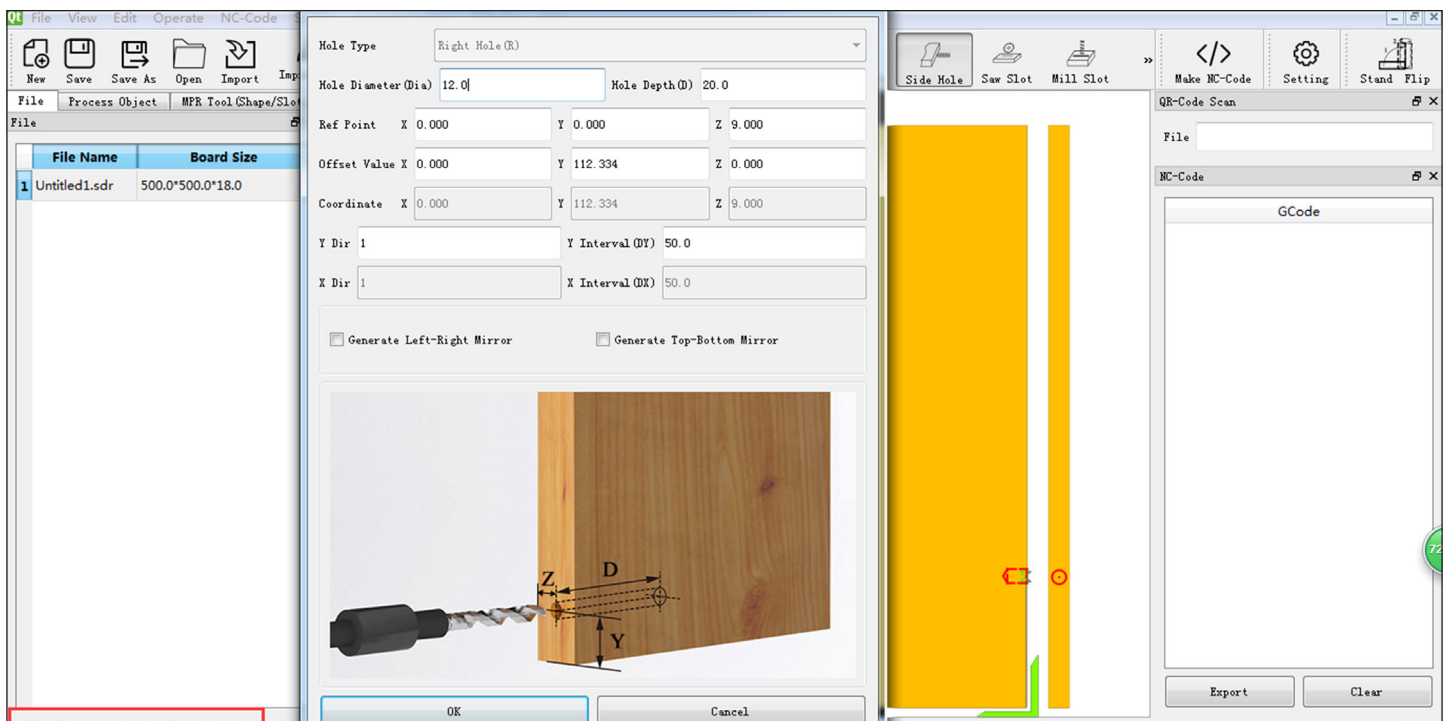 Qt File View Edit Operate NC-Code S
New Save Save As Open Import Imp
Side Hole Saw Slot Mill Slot » Make NC-Code Setting Stand Flip
File Process Object MPR Tool(Shape/Slot
File
File Name Board Size
1 Untitled1.sdr 500.0*500.0*18.0
Hole Type Right Hole(R)
Hole Diameter(Dia) 12.0 Hole Depth(D) 20.0
Ref Point X 0.000 Y 0.000 Z 9.000
Offset Value X 0.000 Y 112.334 Z 0.000
Coordinate X 0.000 Y 112.334 Z 9.000
Y Dir 1 Y Interval(DY) 50.0
X Dir 1 X Interval(DX) 50.0
Generate Left-Right Mirror Generate Top-Bottom Mirror
Z D
Y
OK Cancel
QR-Code Scan
File
NC-Code
GCode
72
Export Clear